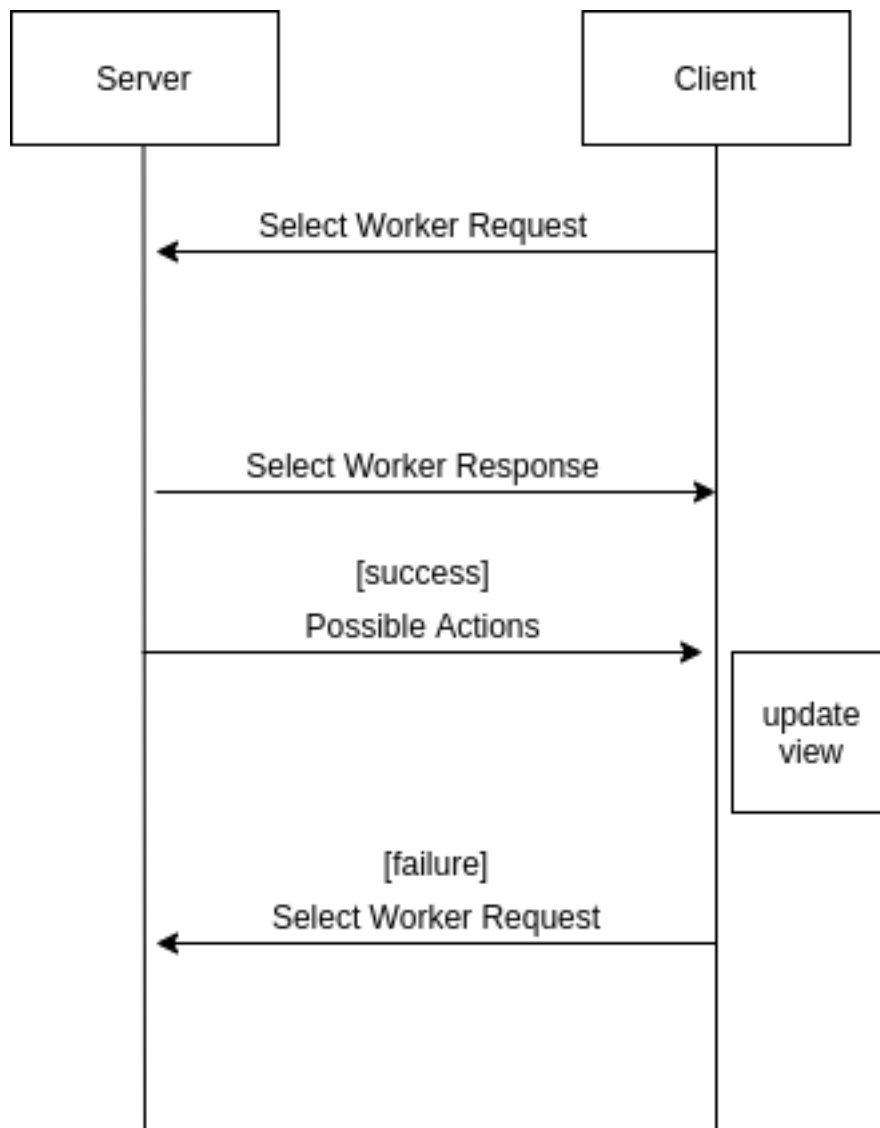 Server
Client
Select Worker Request
Select Worker Response
[success]
Possible Actions
update
view
[failure]
Select Worker Request